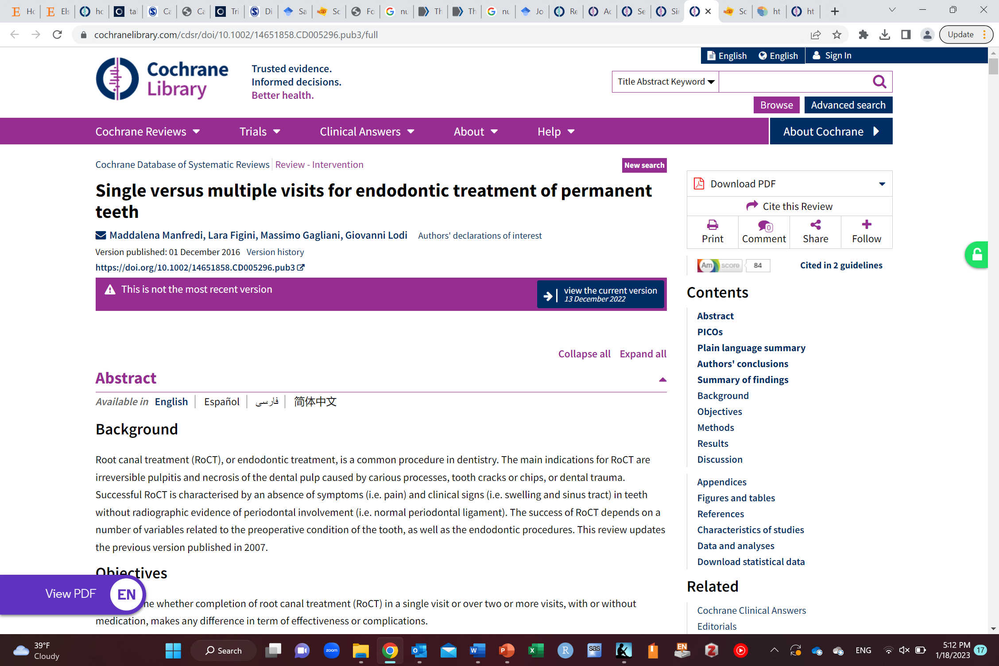 Hc
Els
hc
tal
Ca
Ca
Tri
Di
Sa
Sc
Fo
nu
Th
Th
nu
Jo
Re
Ac
Se
Sir
Sc
ht
ht
cochranelibrary.com/cdsr/doi/10.1002/14651858.CD005296.pub3/full
Update
English English Sign In
Cochrane
Library
Trusted evidence.
Informed decisions.
Better health.
Title Abstract Keyword
Browse
Advanced search
Cochrane Reviews Trials Clinical Answers About Help About Cochrane
Cochrane Database of Systematic Reviews Review - Intervention
New search
Single versus multiple visits for endodontic treatment of permanent
teeth
Maddalena Manfredi, Lara Figini, Massimo Gagliani, Giovanni Lodi Authors' declarations of interest
Version published: 01 December 2016 Version history
https://doi.org/10.1002/14651858.CD005296.pub3
This is not the most recent version
view the current version
13 December 2022
Collapse all Expand all
Abstract
Available in English Español فارسی 简体中文
Background
Root canal treatment (RoCT), or endodontic treatment, is a common procedure in dentistry. The main indications for RoCT are
irreversible pulpitis and necrosis of the dental pulp caused by carious processes, tooth cracks or chips, or dental trauma.
Successful RoCT is characterised by an absence of symptoms (i.e. pain) and clinical signs (i.e. swelling and sinus tract) in teeth
without radiographic evidence of periodontal involvement (i.e. normal periodontal ligament). The success of RoCT depends on a
number of variables related to the preoperative condition of the tooth, as well as the endodontic procedures. This review updates
the previous version published in 2007.
Objectives
ne whether completion of root canal treatment (RoCT) in a single visit or over two or more visits, with or without
medication, makes any difference in term of effectiveness or complications.
View PDF EN
Download PDF
Cite this Review
Print
0
Comment
Share
Follow
Am score 84
Cited in 2 guidelines
Contents
Abstract
PICOs
Plain language summary
Authors' conclusions
Summary of findings
Background
Objectives
Methods
Results
Discussion
Appendices
Figures and tables
References
Characteristics of studies
Data and analyses
Download statistical data
Related
Cochrane Clinical Answers
Editorials
39°F
Cloudy
Search
zoom
O
W
P
X
R
sas
EN
Z
ENG
5:12 PM
1/18/2023
17